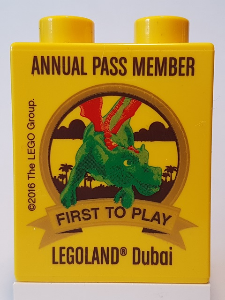 ANNUAL PASS MEMBER
©2016 The LEGO Group.
FIRST TO PLAY
LEGOLAND® Dubai